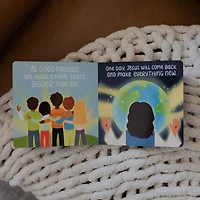 As God's friends,
we have a hope that's
bigger than sin.
One day, Jesus will come back
and make everything new.